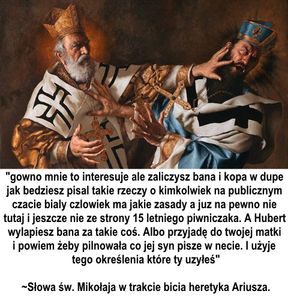 "gowno mnie to interesuje ale zaliczysz bana i kopa w dupe
jak bedziesz pisal takie rzeczy o kimkolwiek na publicznym
czacie bialy czlowiek ma jakie zasady a juz na pewno nie
tutaj i jeszcze nie ze strony 15 letniego piwniczaka. A Hubert
wylapiesz bana za takie coś. Albo przyjadę do twojej matki
i powiem żeby pilnowała co jej syn pisze w necie. I użyje
tego określenia które ty uzyłeś"
~Słowa św. Mikołaja w trakcie bicia heretyka Ariusza.